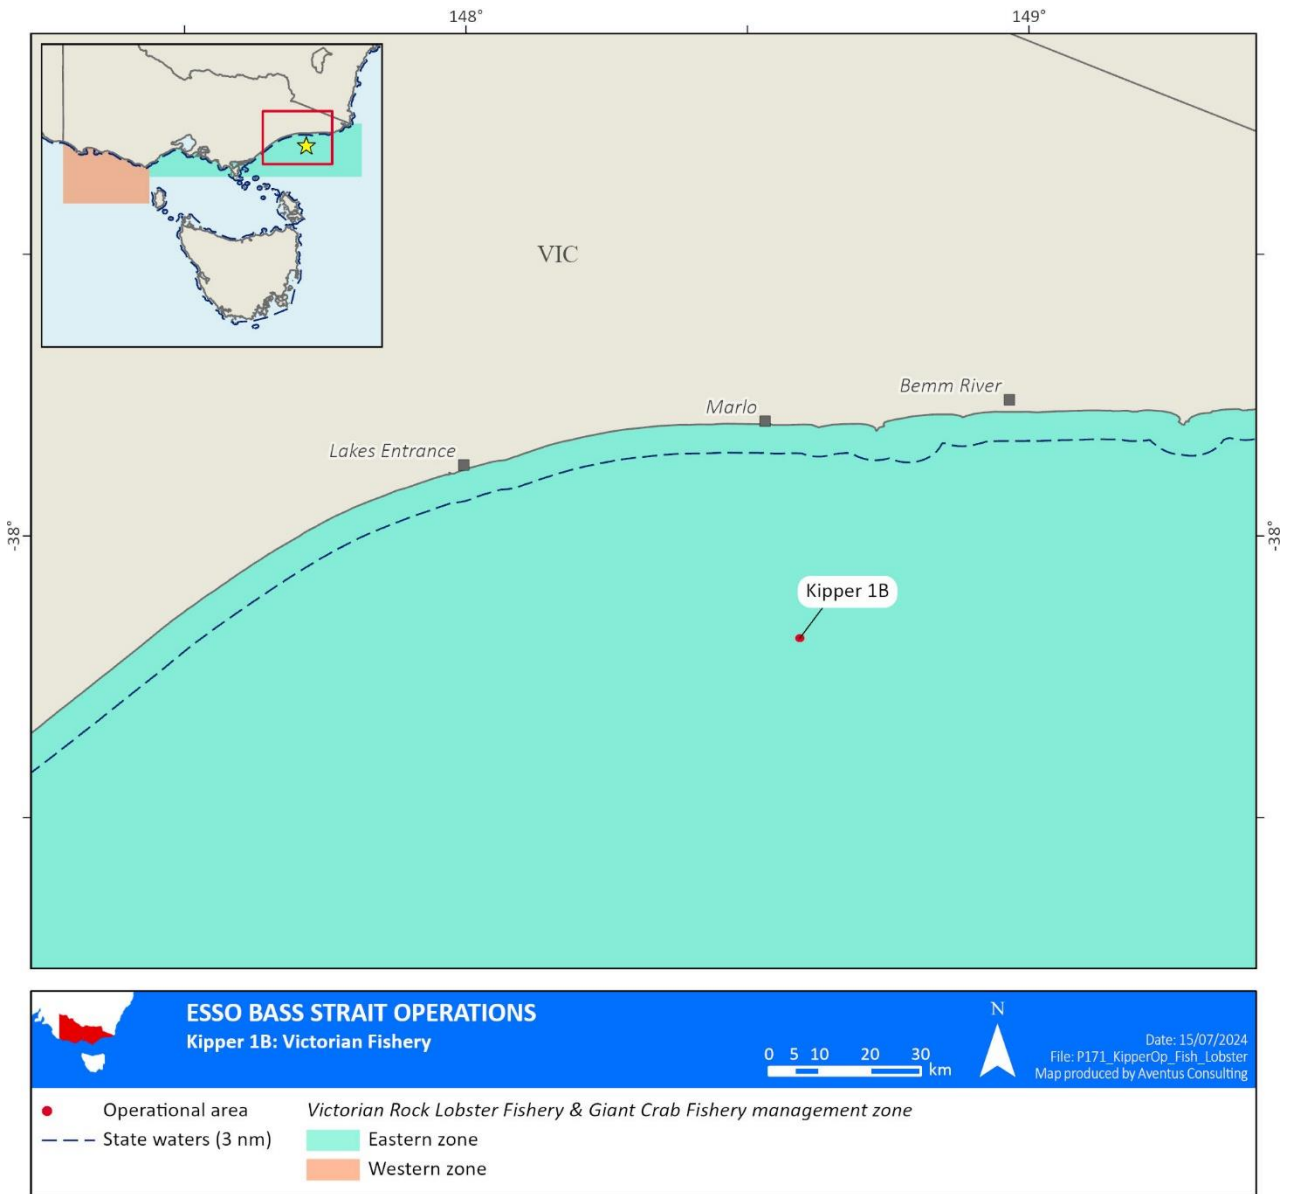 148°
149°
VIC
Bemm River
Marlo
Lakes Entrance
-38°
-38°
Kipper 1B
ESSO BASS STRAIT OPERATIONS
Kipper 1B: Victorian Fishery
0 5 10 20 30
km
N
Date: 15/07/2024
File: P171_KipperOp_Fish_Lobster
Map produced by Aventus Consulting
Operational area
Victorian Rock Lobster Fishery & Giant Crab Fishery management zone
State waters (3 nm)
Eastern zone
Western zone